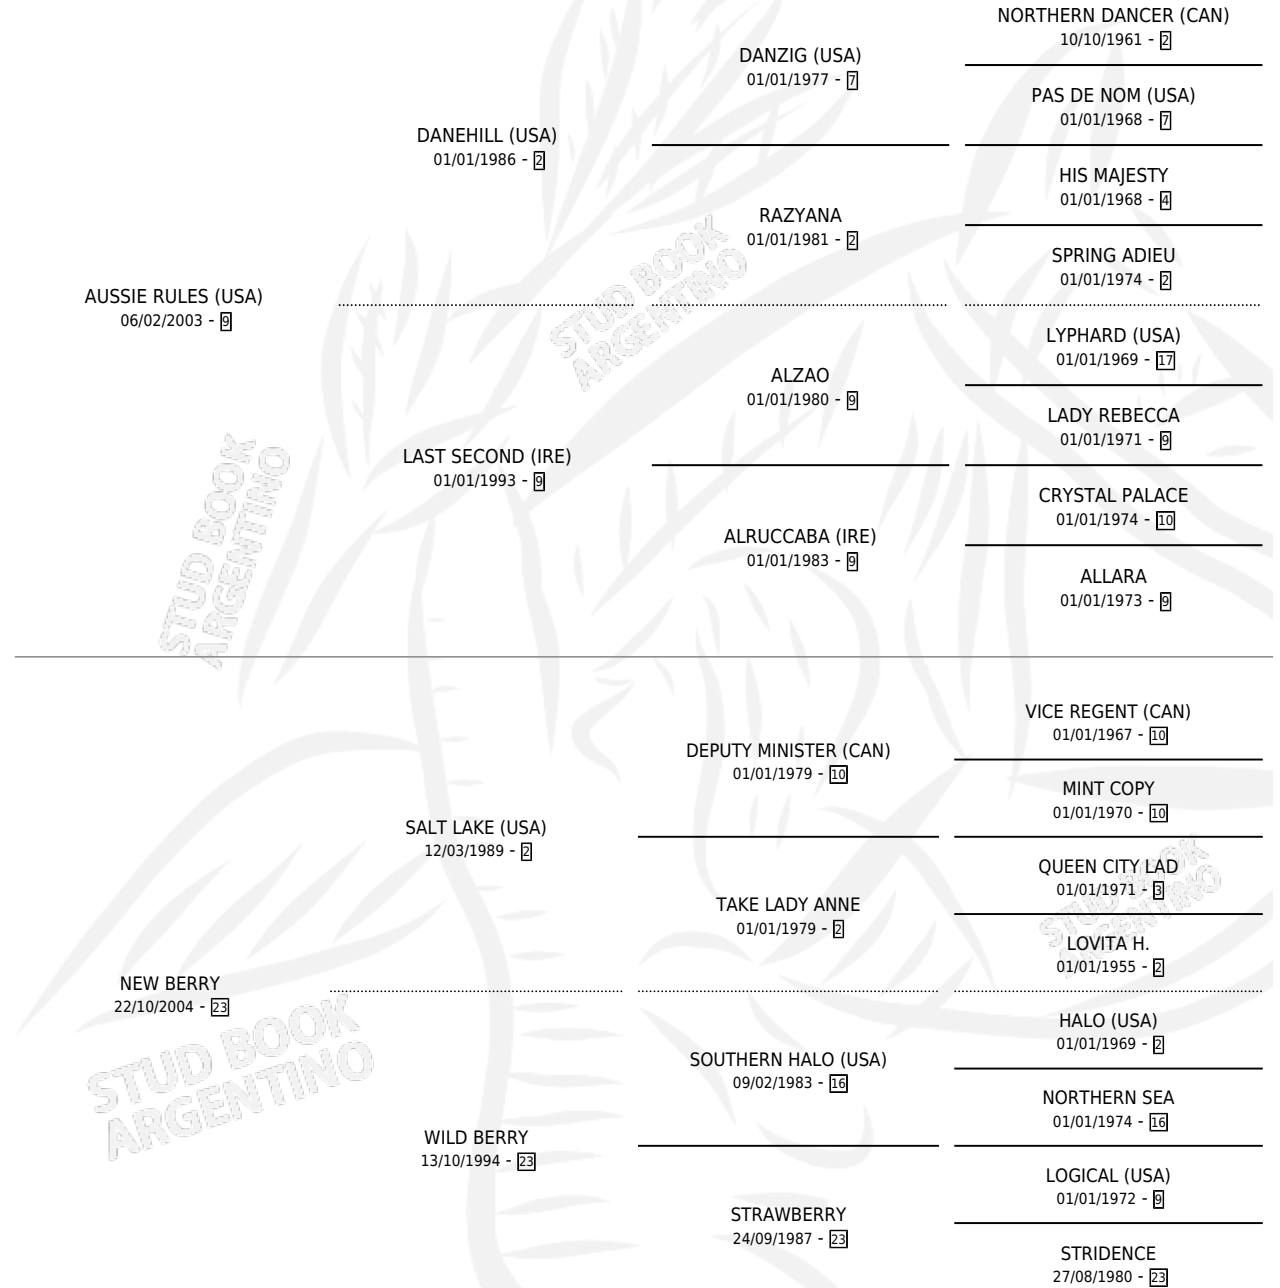 NORTHERN DANCER (CAN)
10/10/1961 - 2
DANZIG (USA)
01/01/1977 - 7
PAS DE NOM (USA)
01/01/1968 - 7
DANEHILL (USA)
01/01/1986 - 2
HIS MAJESTY
01/01/1968 - 4
RAZYANA
01/01/1981 - 2
SPRING ADIEU
01/01/1974 - 2
AUSSIE RULES (USA)
06/02/2003 - 9
STUD BOOK
ARGENTINO
LYPHARD (USA)
01/01/1969 - 17
ALZAO
01/01/1980 - 9
LADY REBECCA
01/01/1971 - 9
LAST SECOND (IRE)
01/01/1993 - 9
CRYSTAL PALACE
01/01/1974 - 10
ALRUCCABA (IRE)
01/01/1983 - 9
ALLARA
01/01/1973 - 9
STUD BOOK
ARGENTINO
VICE REGENT (CAN)
01/01/1967 - 10
DEPUTY MINISTER (CAN)
01/01/1979 - 10
MINT COPY
01/01/1970 - 10
SALT LAKE (USA)
12/03/1989 - 2
QUEEN CITY LAD
01/01/1971 - 3
TAKE LADY ANNE
01/01/1979 - 2
LOVITA H.
01/01/1955 - 2
STUD BOOK
ARGENTINO
NEW BERRY
22/10/2004 - 23
HALO (USA)
01/01/1969 - 2
SOUTHERN HALO (USA)
09/02/1983 - 16
NORTHERN SEA
01/01/1974 - 16
STUD BOOK
ARGENTINO
WILD BERRY
13/10/1994 - 23
LOGICAL (USA)
01/01/1972 - 9
STRAWBERRY
24/09/1987 - 23
STRIDENCE
27/08/1980 - 23